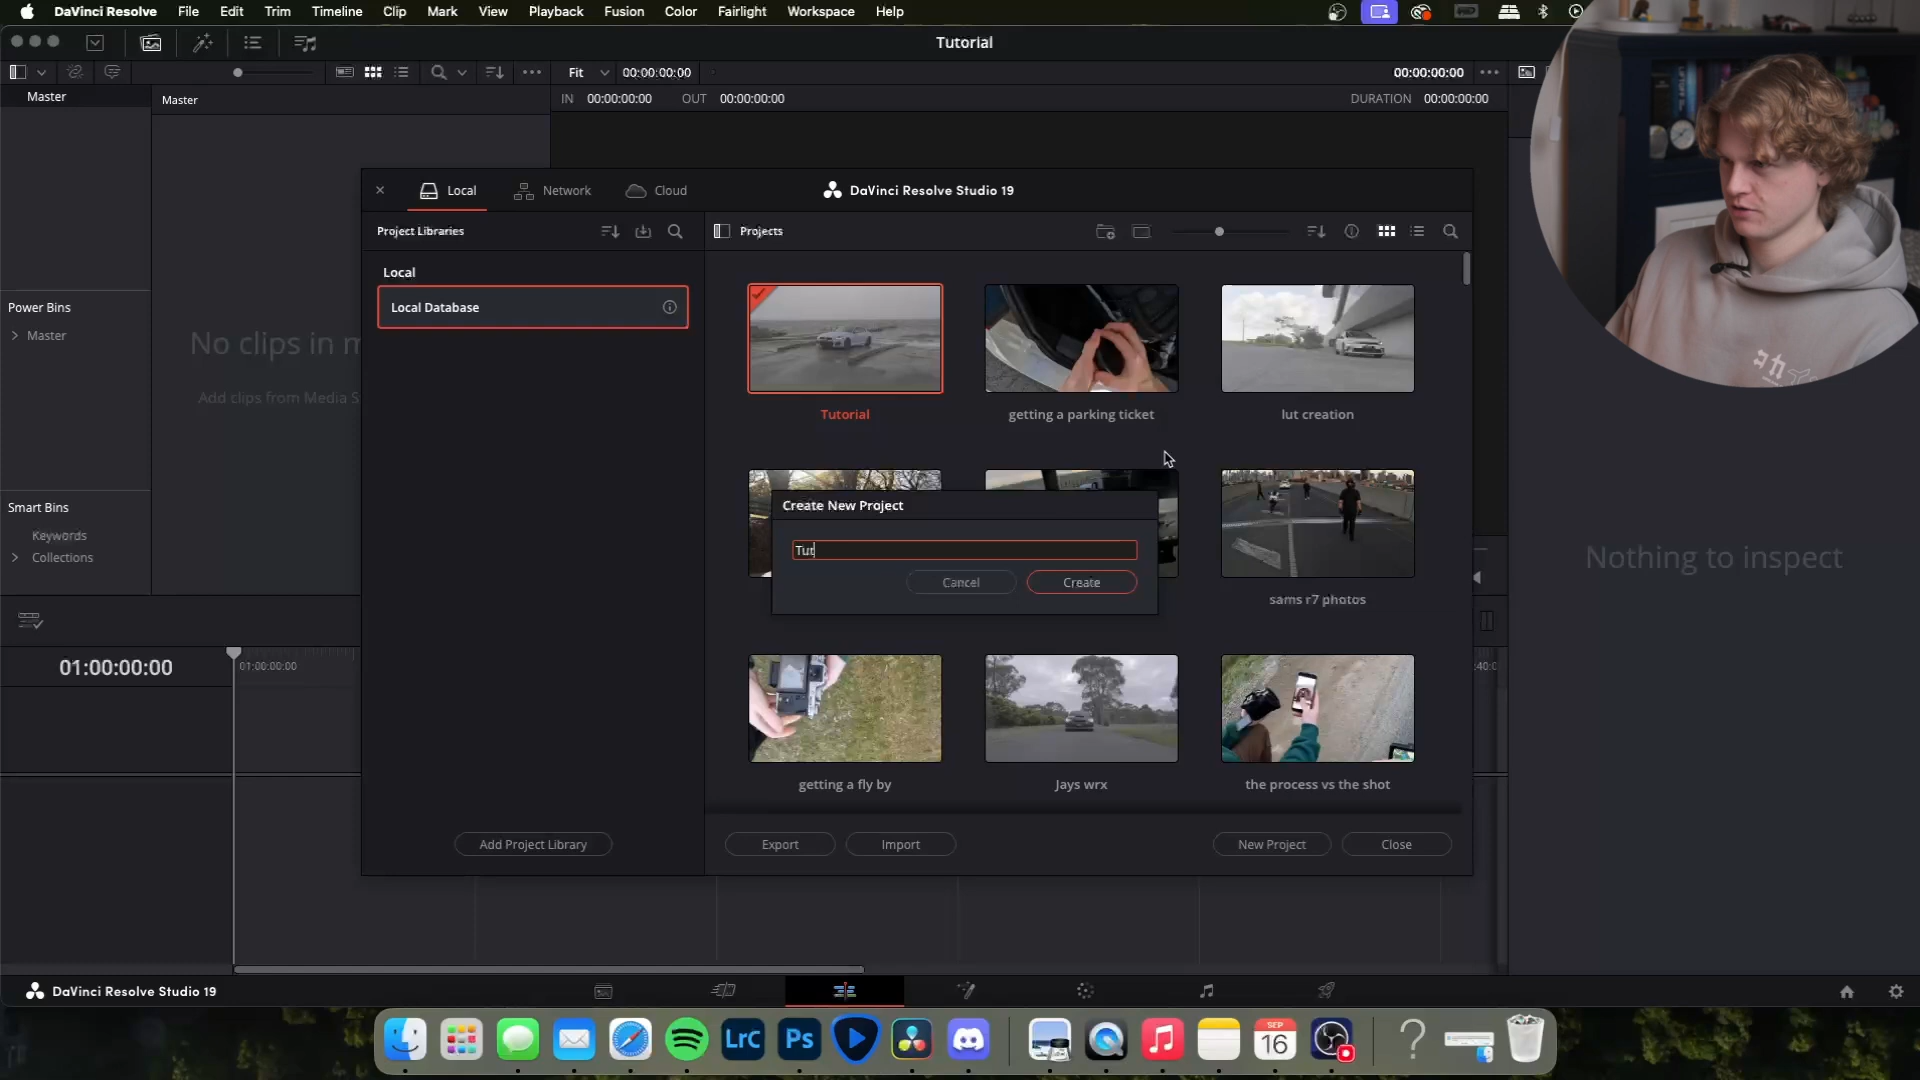 DaVinci Resolve File Edit Trim Timeline Clip Mark View Playback Fusion Color Fairlight Workspace Help
Tutorial
Fit 00:00:00:00 00:00:00:00
Master
Master
IN 00:00:00:00 OUT 00:00:00:00 DURATION 00:00:00:00
Local Network Cloud DaVinci Resolve Studio 19
Project Libraries Projects
Local
Local Database
Power Bins
Master
No clips in m
Add clips from Media S
Tutorial getting a parking ticket lut creation
Smart Bins
Keywords
Collections
Create New Project
Tut
Cancel Create
Nothing to inspect
sams r7 photos
01:00:00:00 01:00:00:00 :40:0
getting a fly by Jays wrx the process vs the shot
Add Project Library Export Import New Project Close
DaVinci Resolve Studio 19
LrC Ps SEP
16